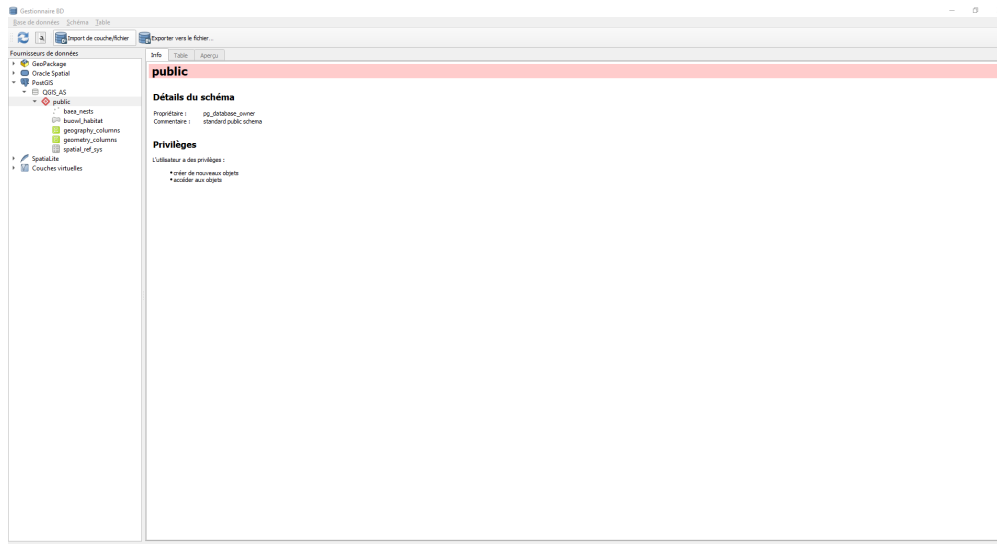 Gestionnaire BD
Base de données Schéma Table
Import de couche/fichier Exporter vers le fichier...
Fournisseurs de données
Info Table Aperçu
GeoPackage
Oracle Spatial
PostGIS
QGIS_AS
public
baea_nests
buowl_habitat
geography_columns
geometry_columns
spatial_ref_sys
SpatiaLite
Couches virtuelles
public
Détails du schéma
Propriétaire : pg_database_owner
Commentaire : standard public schema
Privilèges
L'utilisateur a des privilèges :
• créer de nouveaux objets
• accéder aux objets